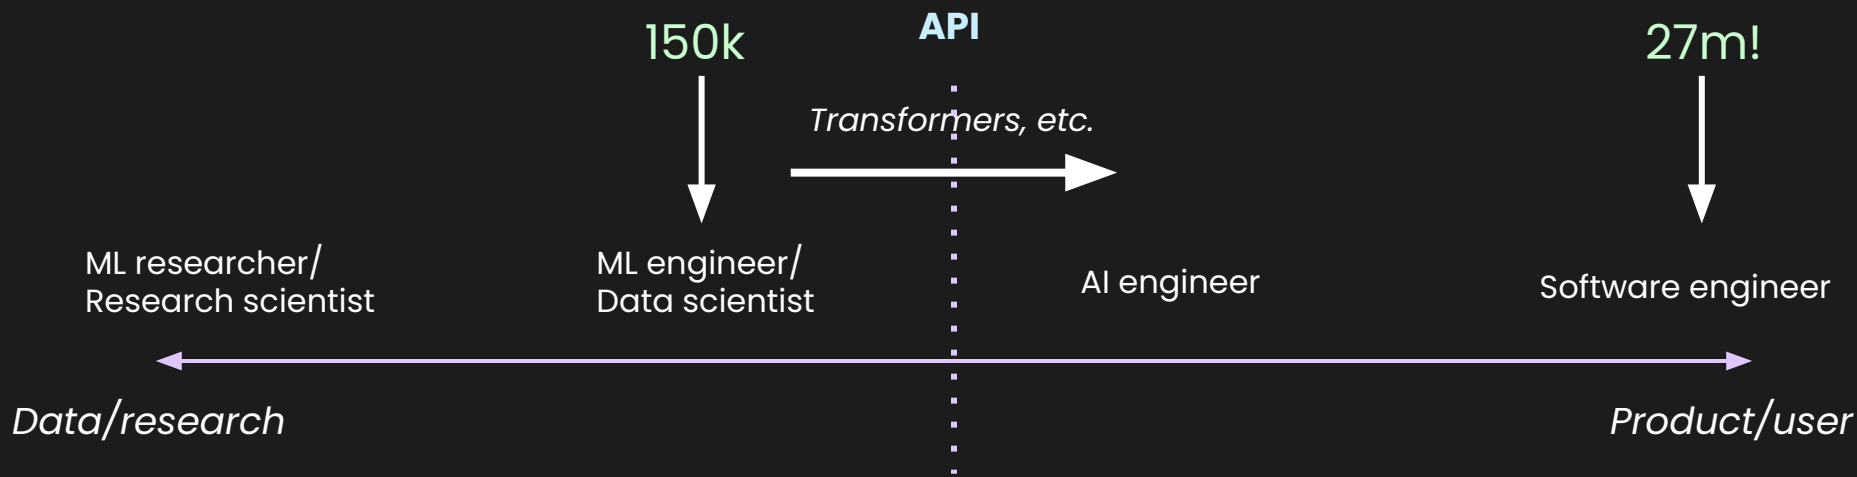 150k
API
27m!
Transformers, etc.
ML researcher/
Research scientist
ML engineer/
Data scientist
AI engineer
Software engineer
Data/research
Product/user